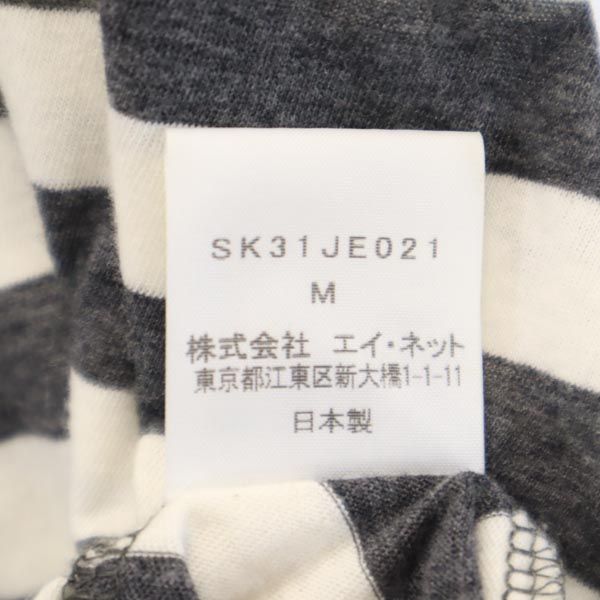 SK31JE021
M
株式会社 エイ・ネット
東京都江東区新大橋1-1-11
日本製